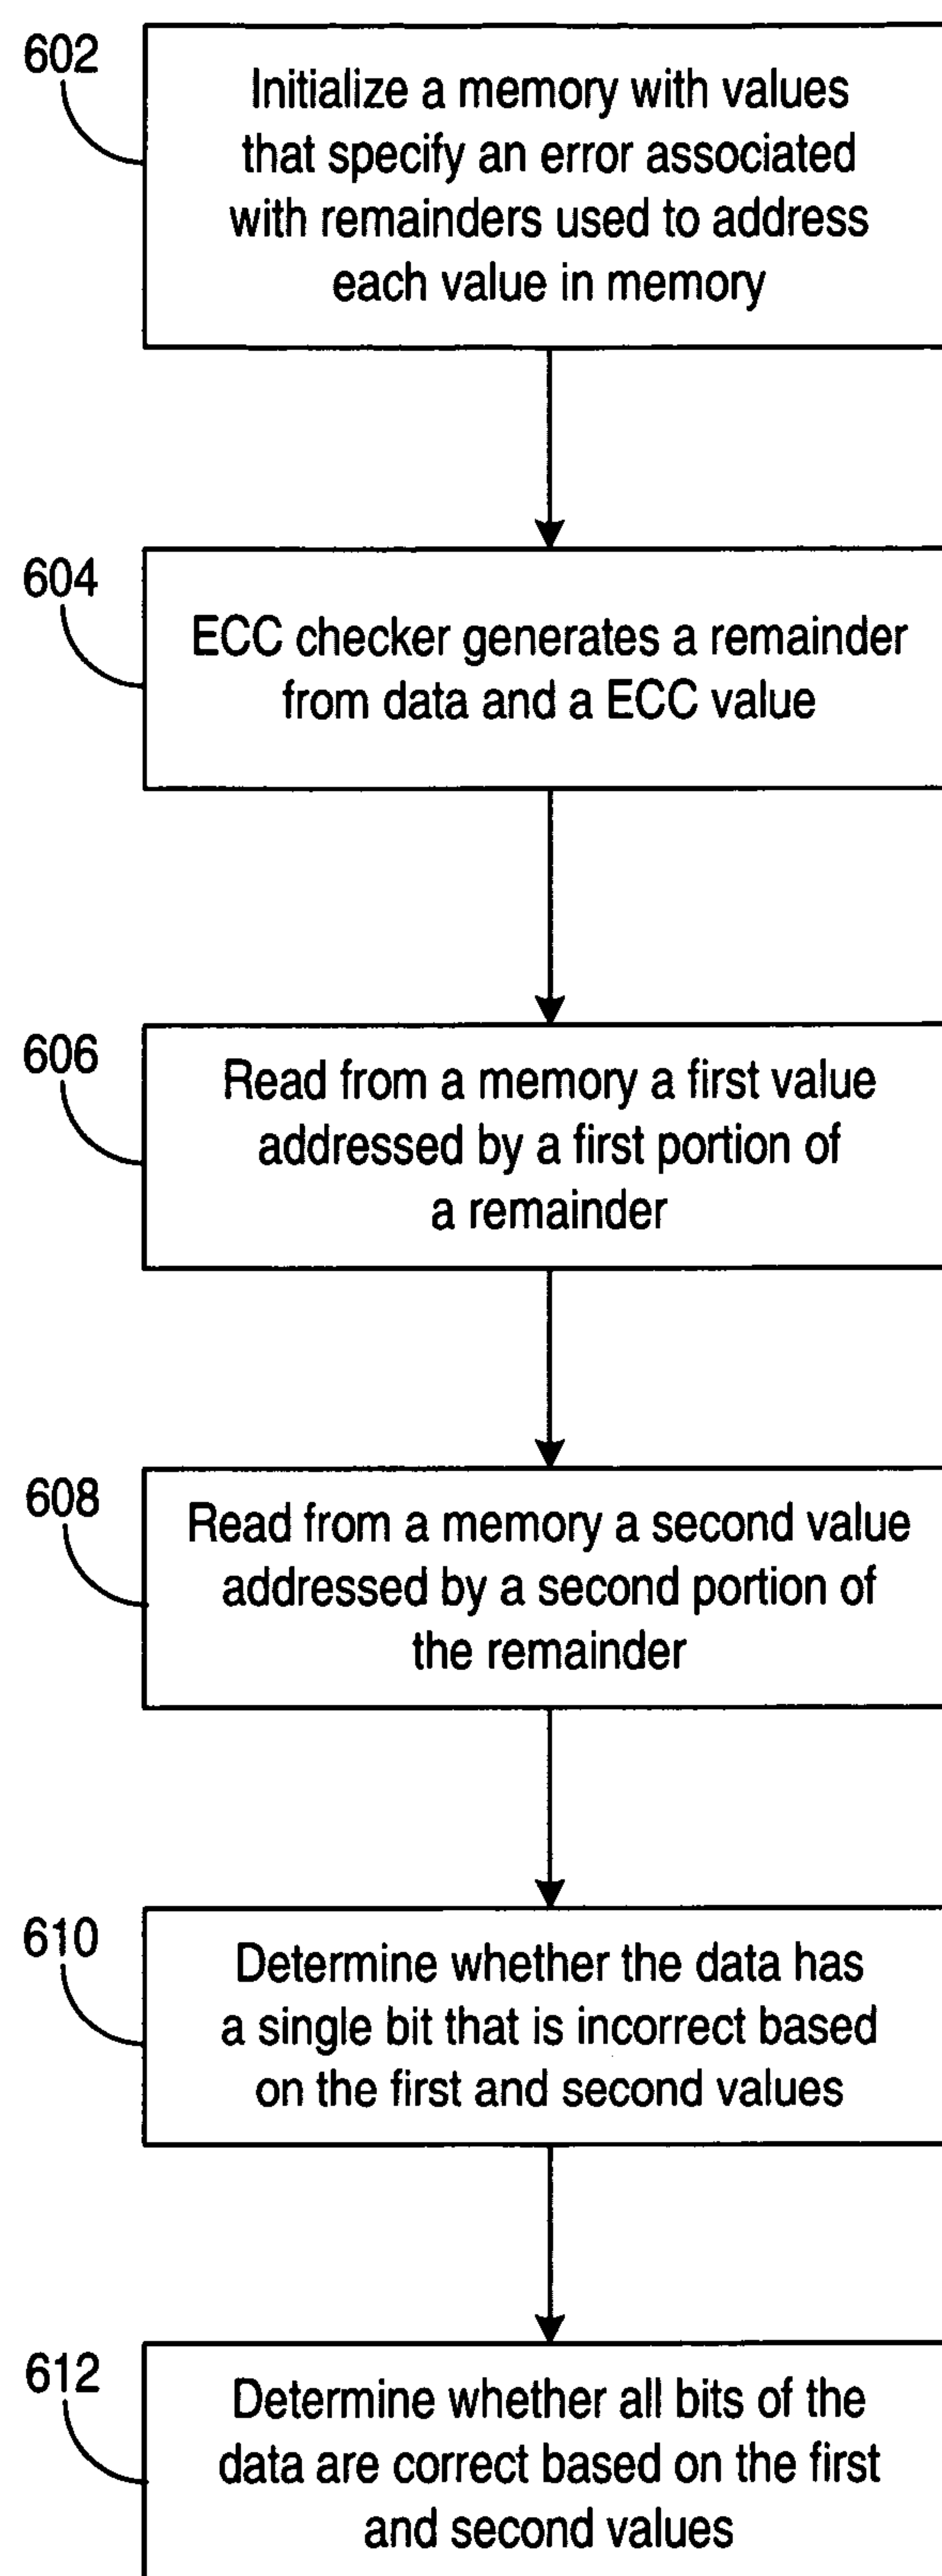 602
Initialize a memory with values
that specify an error associated
with remainders used to address
each value in memory
604
ECC checker generates a remainder
from data and a ECC value
606
Read from a memory a first value
addressed by a first portion of
a remainder
608
Read from a memory a second value
addressed by a second portion of
the remainder
610
Determine whether the data has
a single bit that is incorrect based
on the first and second values
612
Determine whether all bits of the
data are correct based on the first
and second values